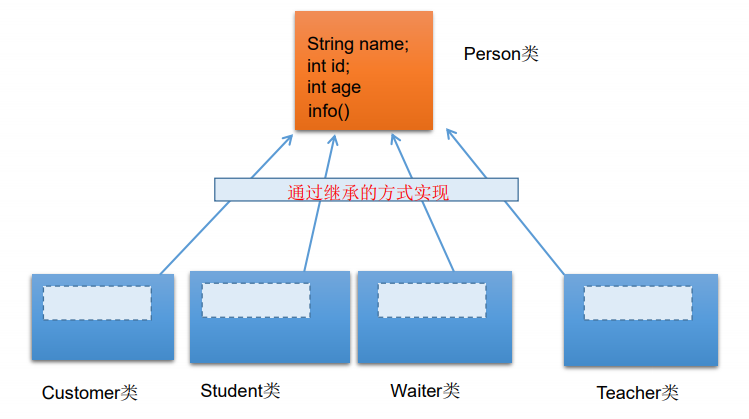 String name;
int id;
int age
info()
Person类
通过继承的方式实现
Customer类
Student类
Waiter类
Teacher类